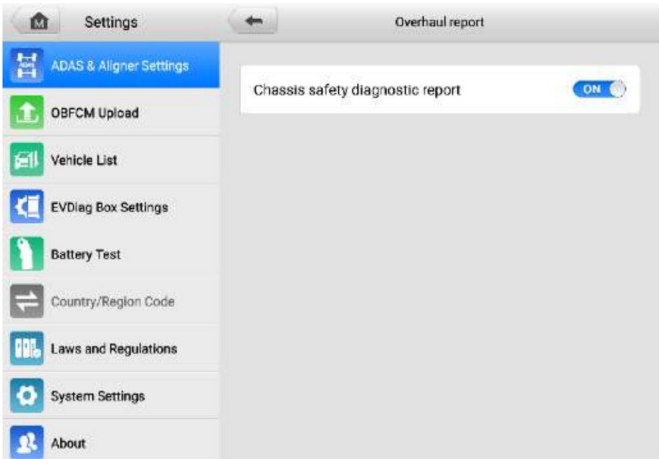 Settings
Overhaul report
ADAS & Aligner Settings
Chassis safety diagnostic report
ON
OBFCM Upload
Vehicle List
EVDiag Box Settings
Battery Test
Country/Region Code
Laws and Regulations
System Settings
About